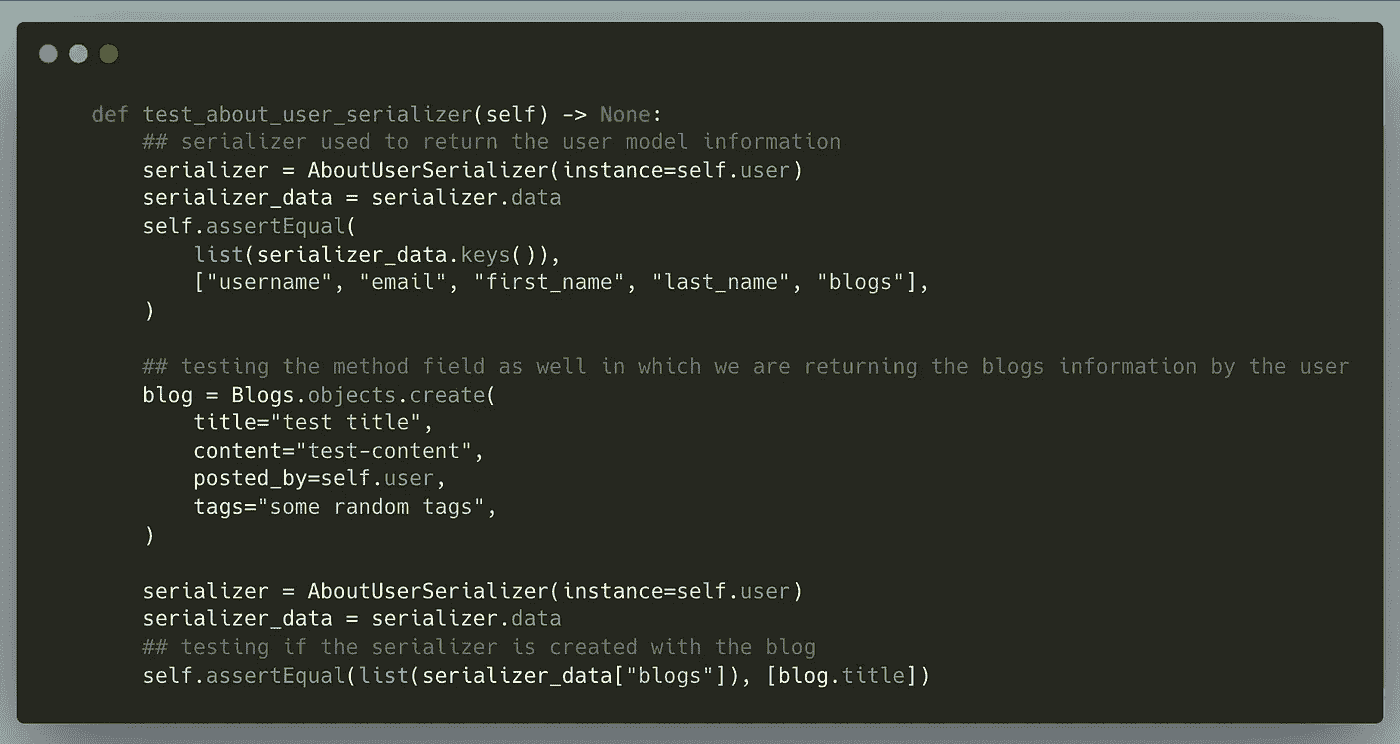 def test_about_user_serializer(self) -> None:
## serializer used to return the user model information
serializer = AboutUserSerializer(instance=self.user)
serializer_data = serializer.data
self.assertEqual(
list(serializer_data.keys()),
["username", "email", "first_name", "last_name", "blogs"],
)
## testing the method field as well in which we are returning the blogs information by the user
blog = Blogs.objects.create(
title="test title",
content="test-content",
posted_by=self.user,
tags="some random tags",
)
serializer = AboutUserSerializer(instance=self.user)
serializer_data = serializer.data
## testing if the serializer is created with the blog
self.assertEqual(list(serializer_data["blogs"]), [blog.title])